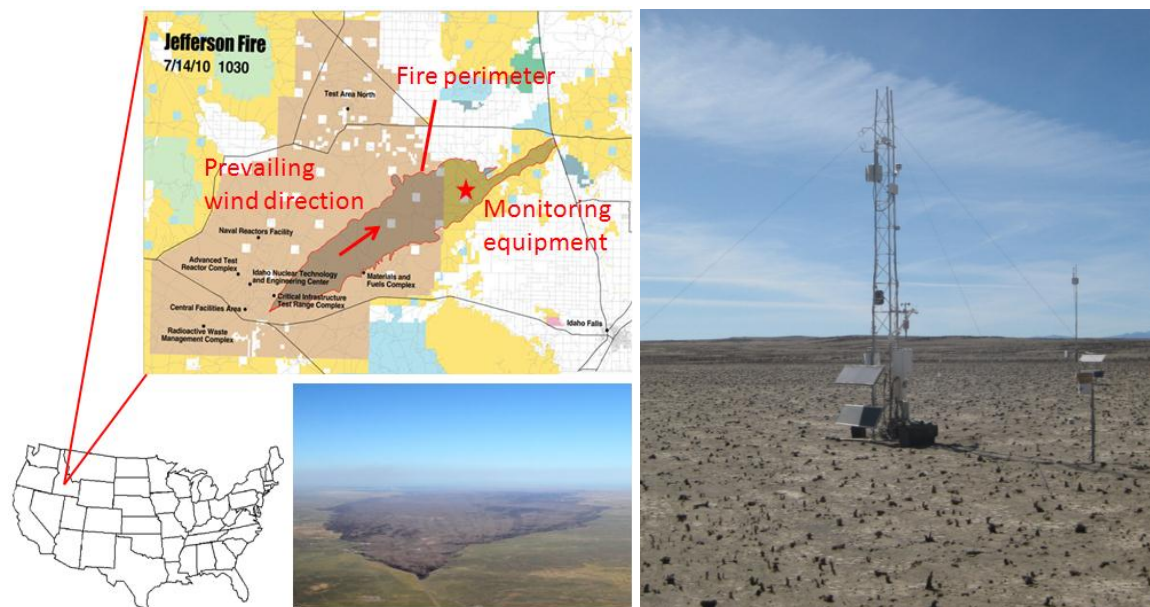 Jefferson Fire
7/14/10 1030
Fire perimeter
Test Area North
Prevailing
wind direction
Monitoring
equipment
Naval Reactors Facility
Advanced Test
Reactor Complex
Idaho Nuclear Technology
and Engineering Center
Materials and
Fuels Complex
Critical Infrastructure
Test Range Complex
Central Facilities Area
Radioactive Waste
Management Complex
Idaho Falls